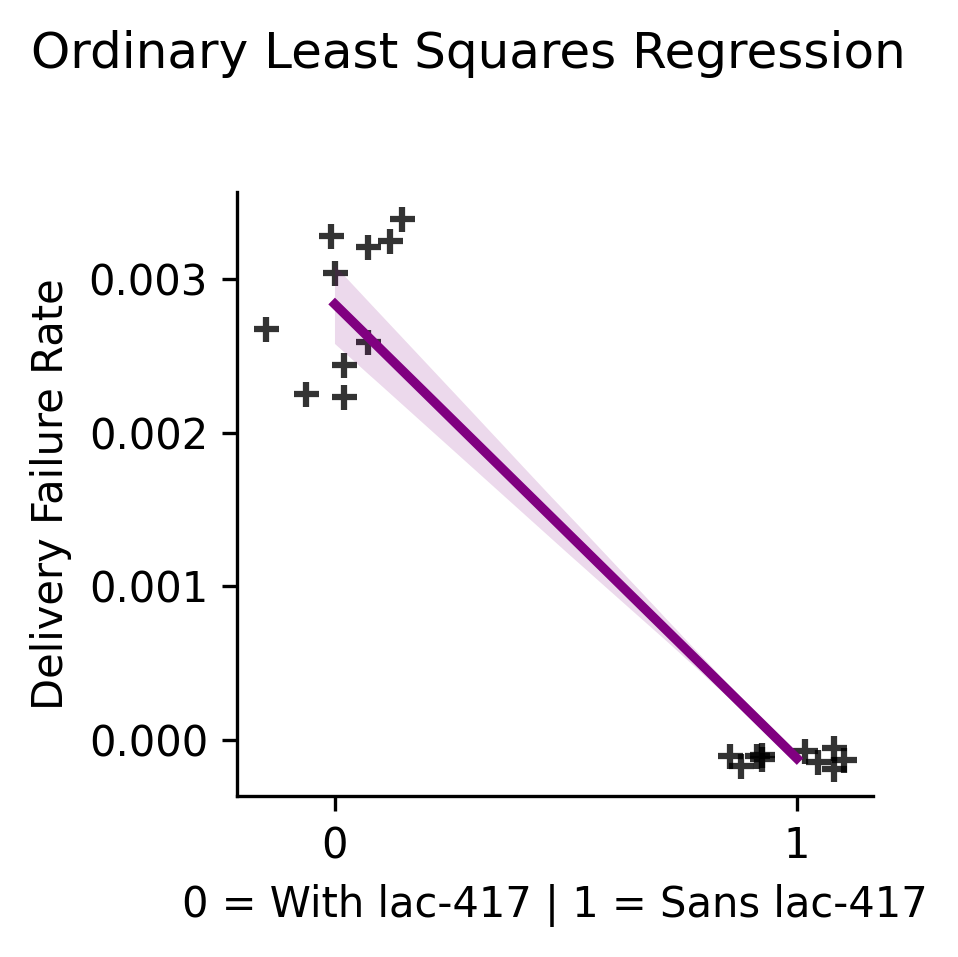 Ordinary Least Squares Regression
Delivery Failure Rate
0.003
0.002
0.001
0.000
0
1
0 = With lac-417 | 1 = Sans lac-417